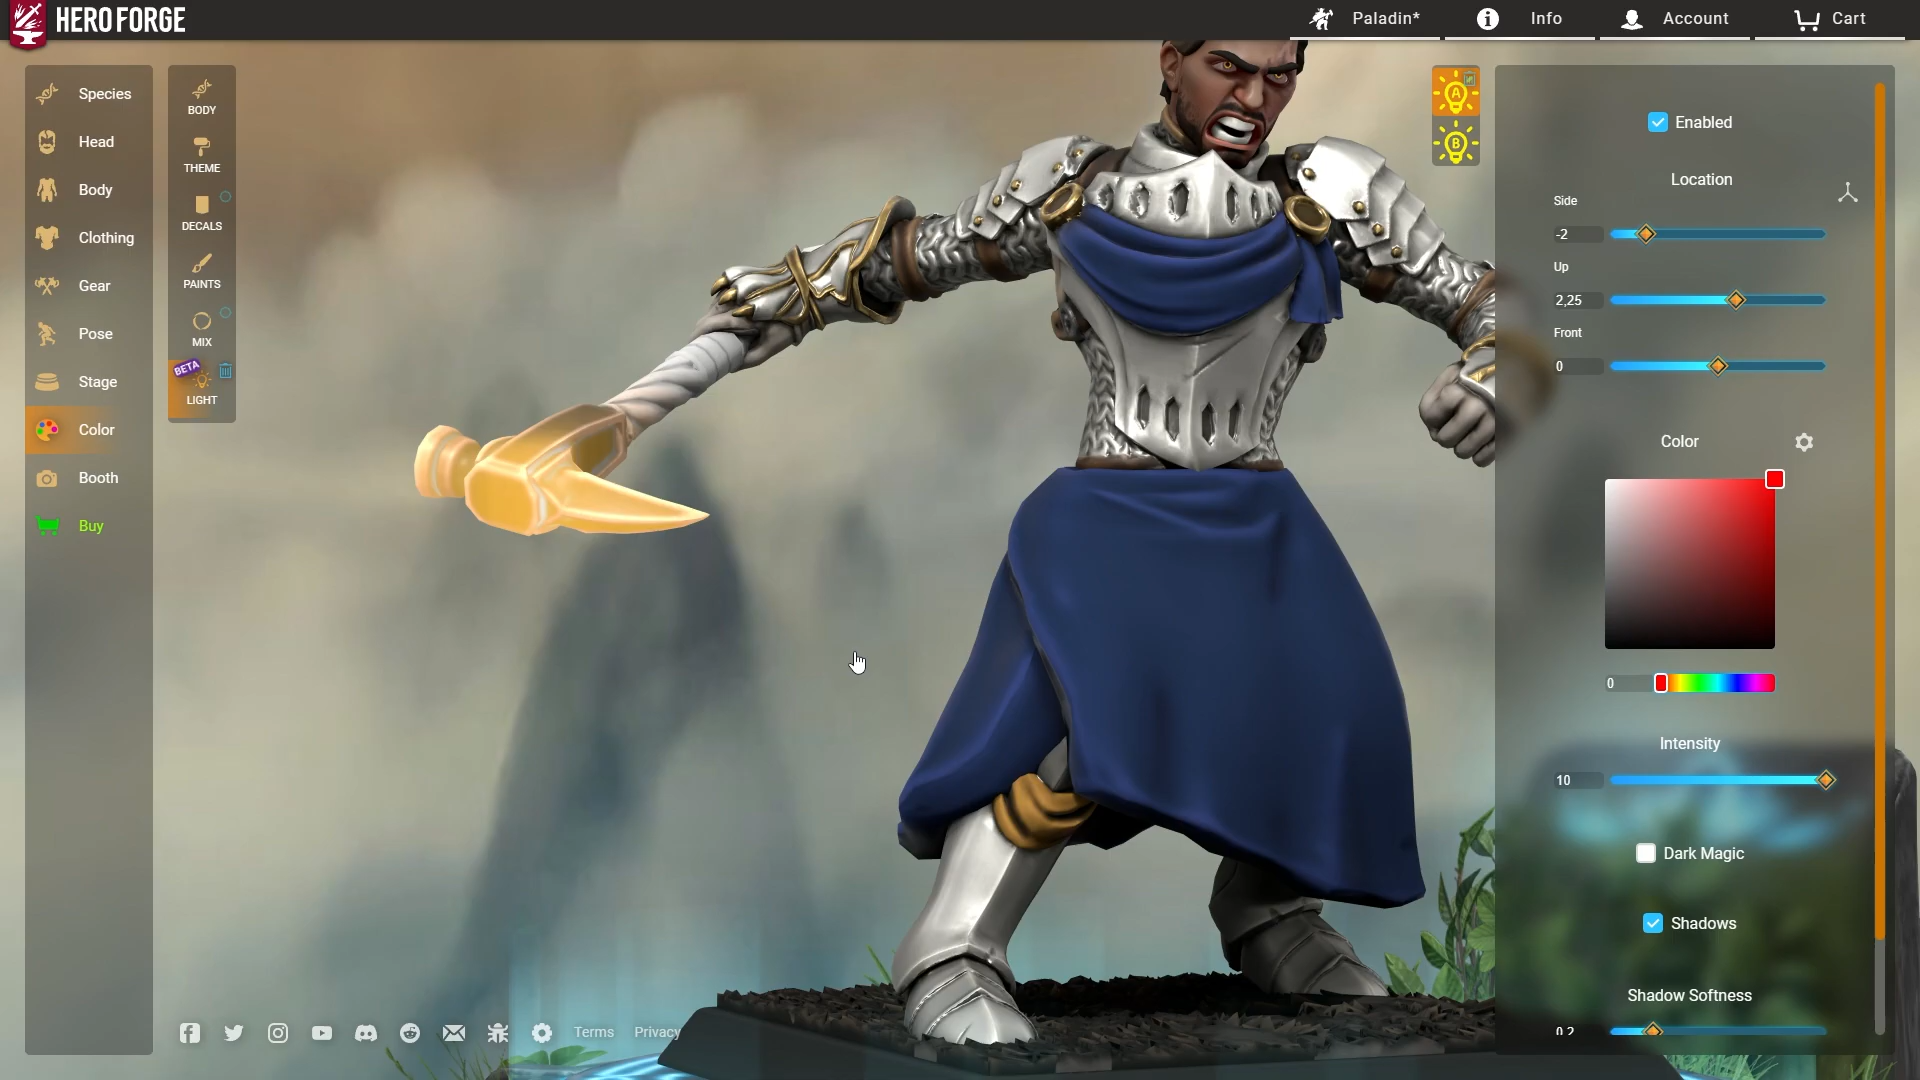 HERO FORGE
Paladin*
Info
Account
Cart
Species
Head
Body
Clothing
Gear
Pose
Stage
Color
Booth
Buy
BODY
THEME
DECALS
PAINTS
MIX
BETA
LIGHT
A
B
Enabled
Location
Side
-2
Up
2,25
Front
0
Color
0
Intensity
10
Dark Magic
Shadows
Shadow Softness
0.2
Terms
Privacy